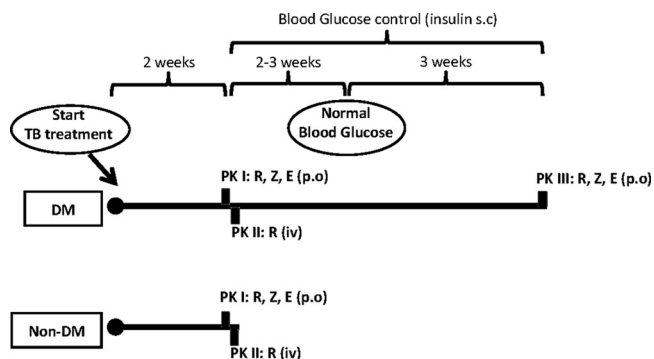 Blood Glucose control (insulin s.c)
2 weeks
2-3 weeks
3 weeks
Start
TB treatment
Normal
Blood Glucose
PK I: R, Z, E (p.o)
PK III: R, Z, E (p.o)
DM
PK II: R (iv)
PK I: R, Z, E (p.o)
Non-DM
PK II: R (iv)